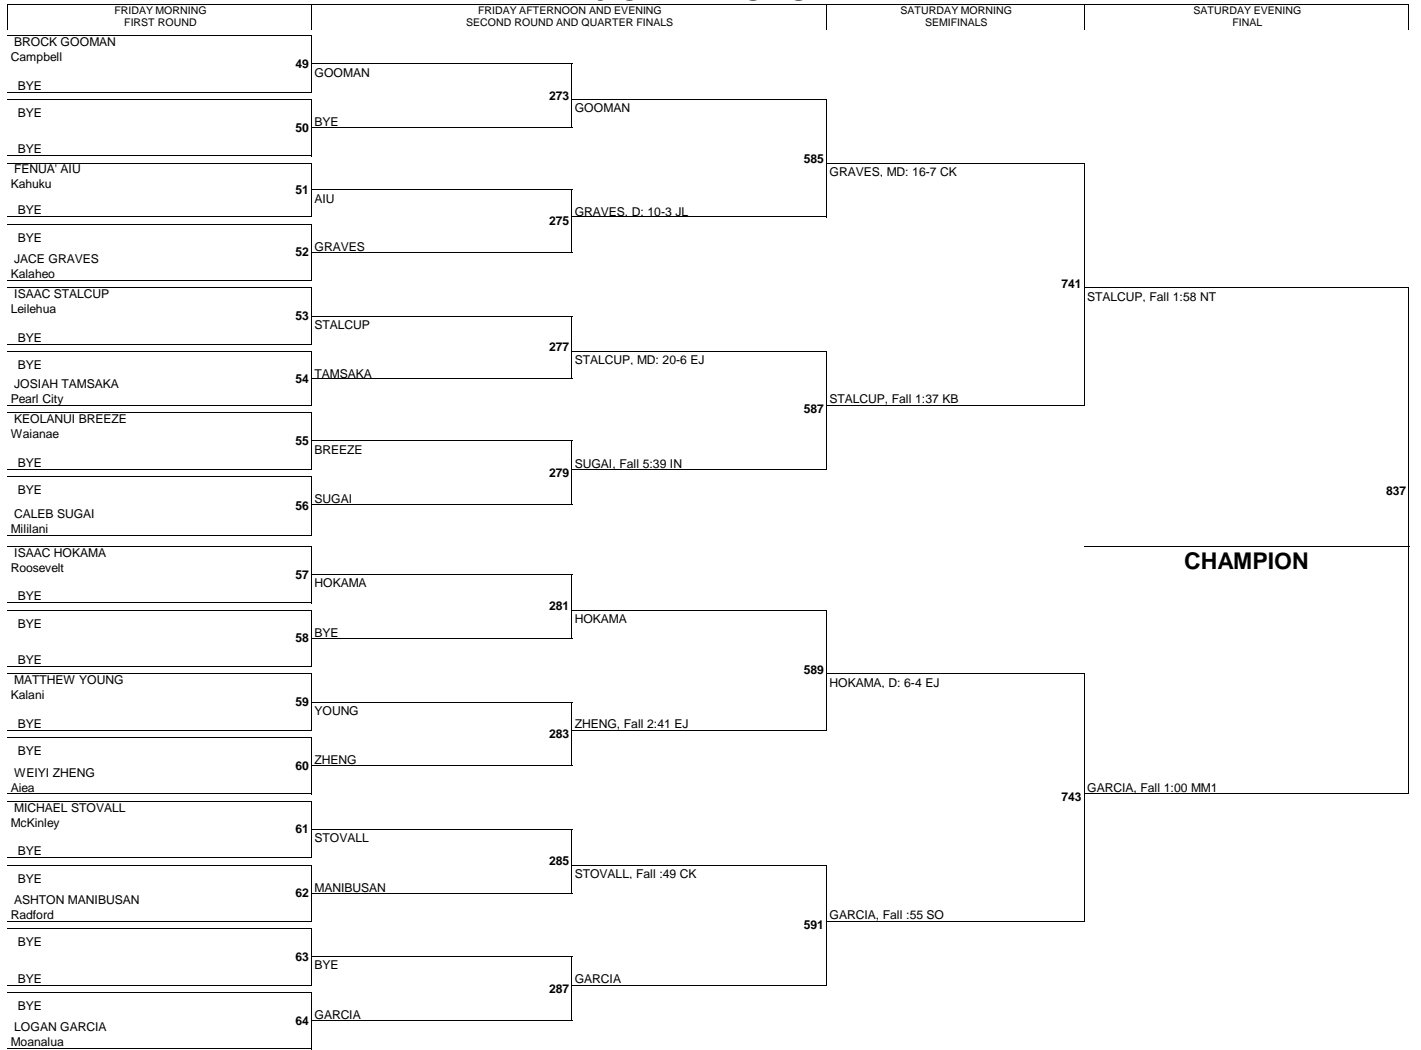 FRIDAY MORNING
FIRST ROUND
FRIDAY AFTERNOON AND EVENING
SECOND ROUND AND QUARTER FINALS
SATURDAY MORNING
SEMIFINALS
SATURDAY EVENING
FINAL
BROCK GOOMAN
Campbell
49
BYE
GOOMAN
273
BYE
50
BYE
BYE
GOOMAN
585
FENUA' AIU
Kahuku
51
BYE
AIU
275
GRAVES, D: 10-3 JL
GRAVES, MD: 16-7 CK
BYE
52
JACE GRAVES
Kalaheo
GRAVES
741
ISAAC STALCUP
Leilehua
53
BYE
STALCUP
277
STALCUP, MD: 20-6 EJ
STALCUP, Fall 1:58 NT
BYE
54
JOSIAH TAMSAKA
Pearl City
TAMSAKA
587
STALCUP, Fall 1:37 KB
KEOLANUI BREEZE
Waianae
55
BYE
BREEZE
279
SUGAI, Fall 5:39 IN
BYE
56
CALEB SUGAI
Mililani
SUGAI
837
CHAMPION
ISAAC HOKAMA
Roosevelt
57
BYE
HOKAMA
281
BYE
58
BYE
BYE
HOKAMA
589
MATTHEW YOUNG
Kalani
59
BYE
YOUNG
283
ZHENG, Fall 2:41 EJ
HOKAMA, D: 6-4 EJ
BYE
60
WEIYI ZHENG
Aiea
ZHENG
743
GARCIA, Fall 1:00 MM1
MICHAEL STOVALL
McKinley
61
BYE
STOVALL
285
STOVALL, Fall :49 CK
BYE
62
ASHTON MANIBUSAN
Radford
MANIBUSAN
591
GARCIA, Fall :55 SO
BYE
63
BYE
BYE
287
GARCIA
BYE
64
LOGAN GARCIA
Moanalua
GARCIA